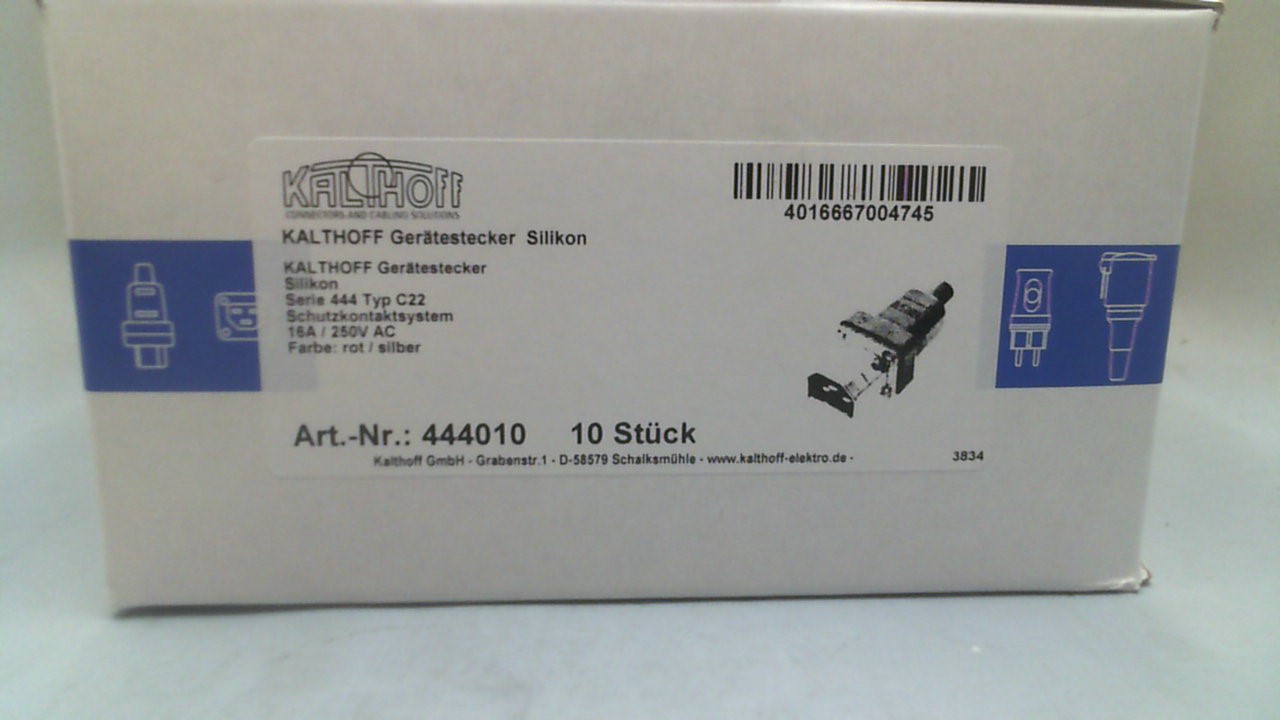 KALTHOFF
CONNECTORS AND CABLING SOLUTIONS
4016667004745
KALTHOFF Gerätestecker Silikon
KALTHOFF Gerätestecker
Silikon
Serie 444 Typ C22
Schutzkontaktsystem
16A / 250V AC
Farbe: rot / silber
Art.-Nr.: 444010 10 Stück
Kalthoff GmbH - Grabenstr.1 - D-58579 Schalksmühle - www.kalthoff-elektro.de -
3834